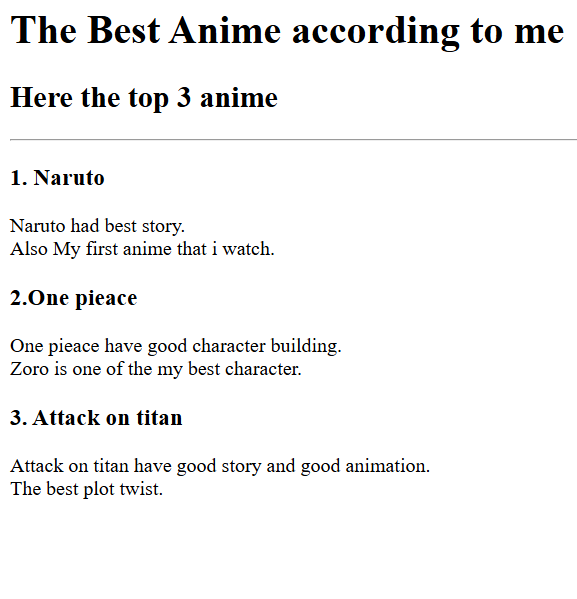 The Best Anime according to me
Here the top 3 anime
1. Naruto
Naruto had best story.
Also My first anime that i watch.
2.One pieace
One pieace have good character building.
Zoro is one of the my best character.
3. Attack on titan
Attack on titan have good story and good animation.
The best plot twist.